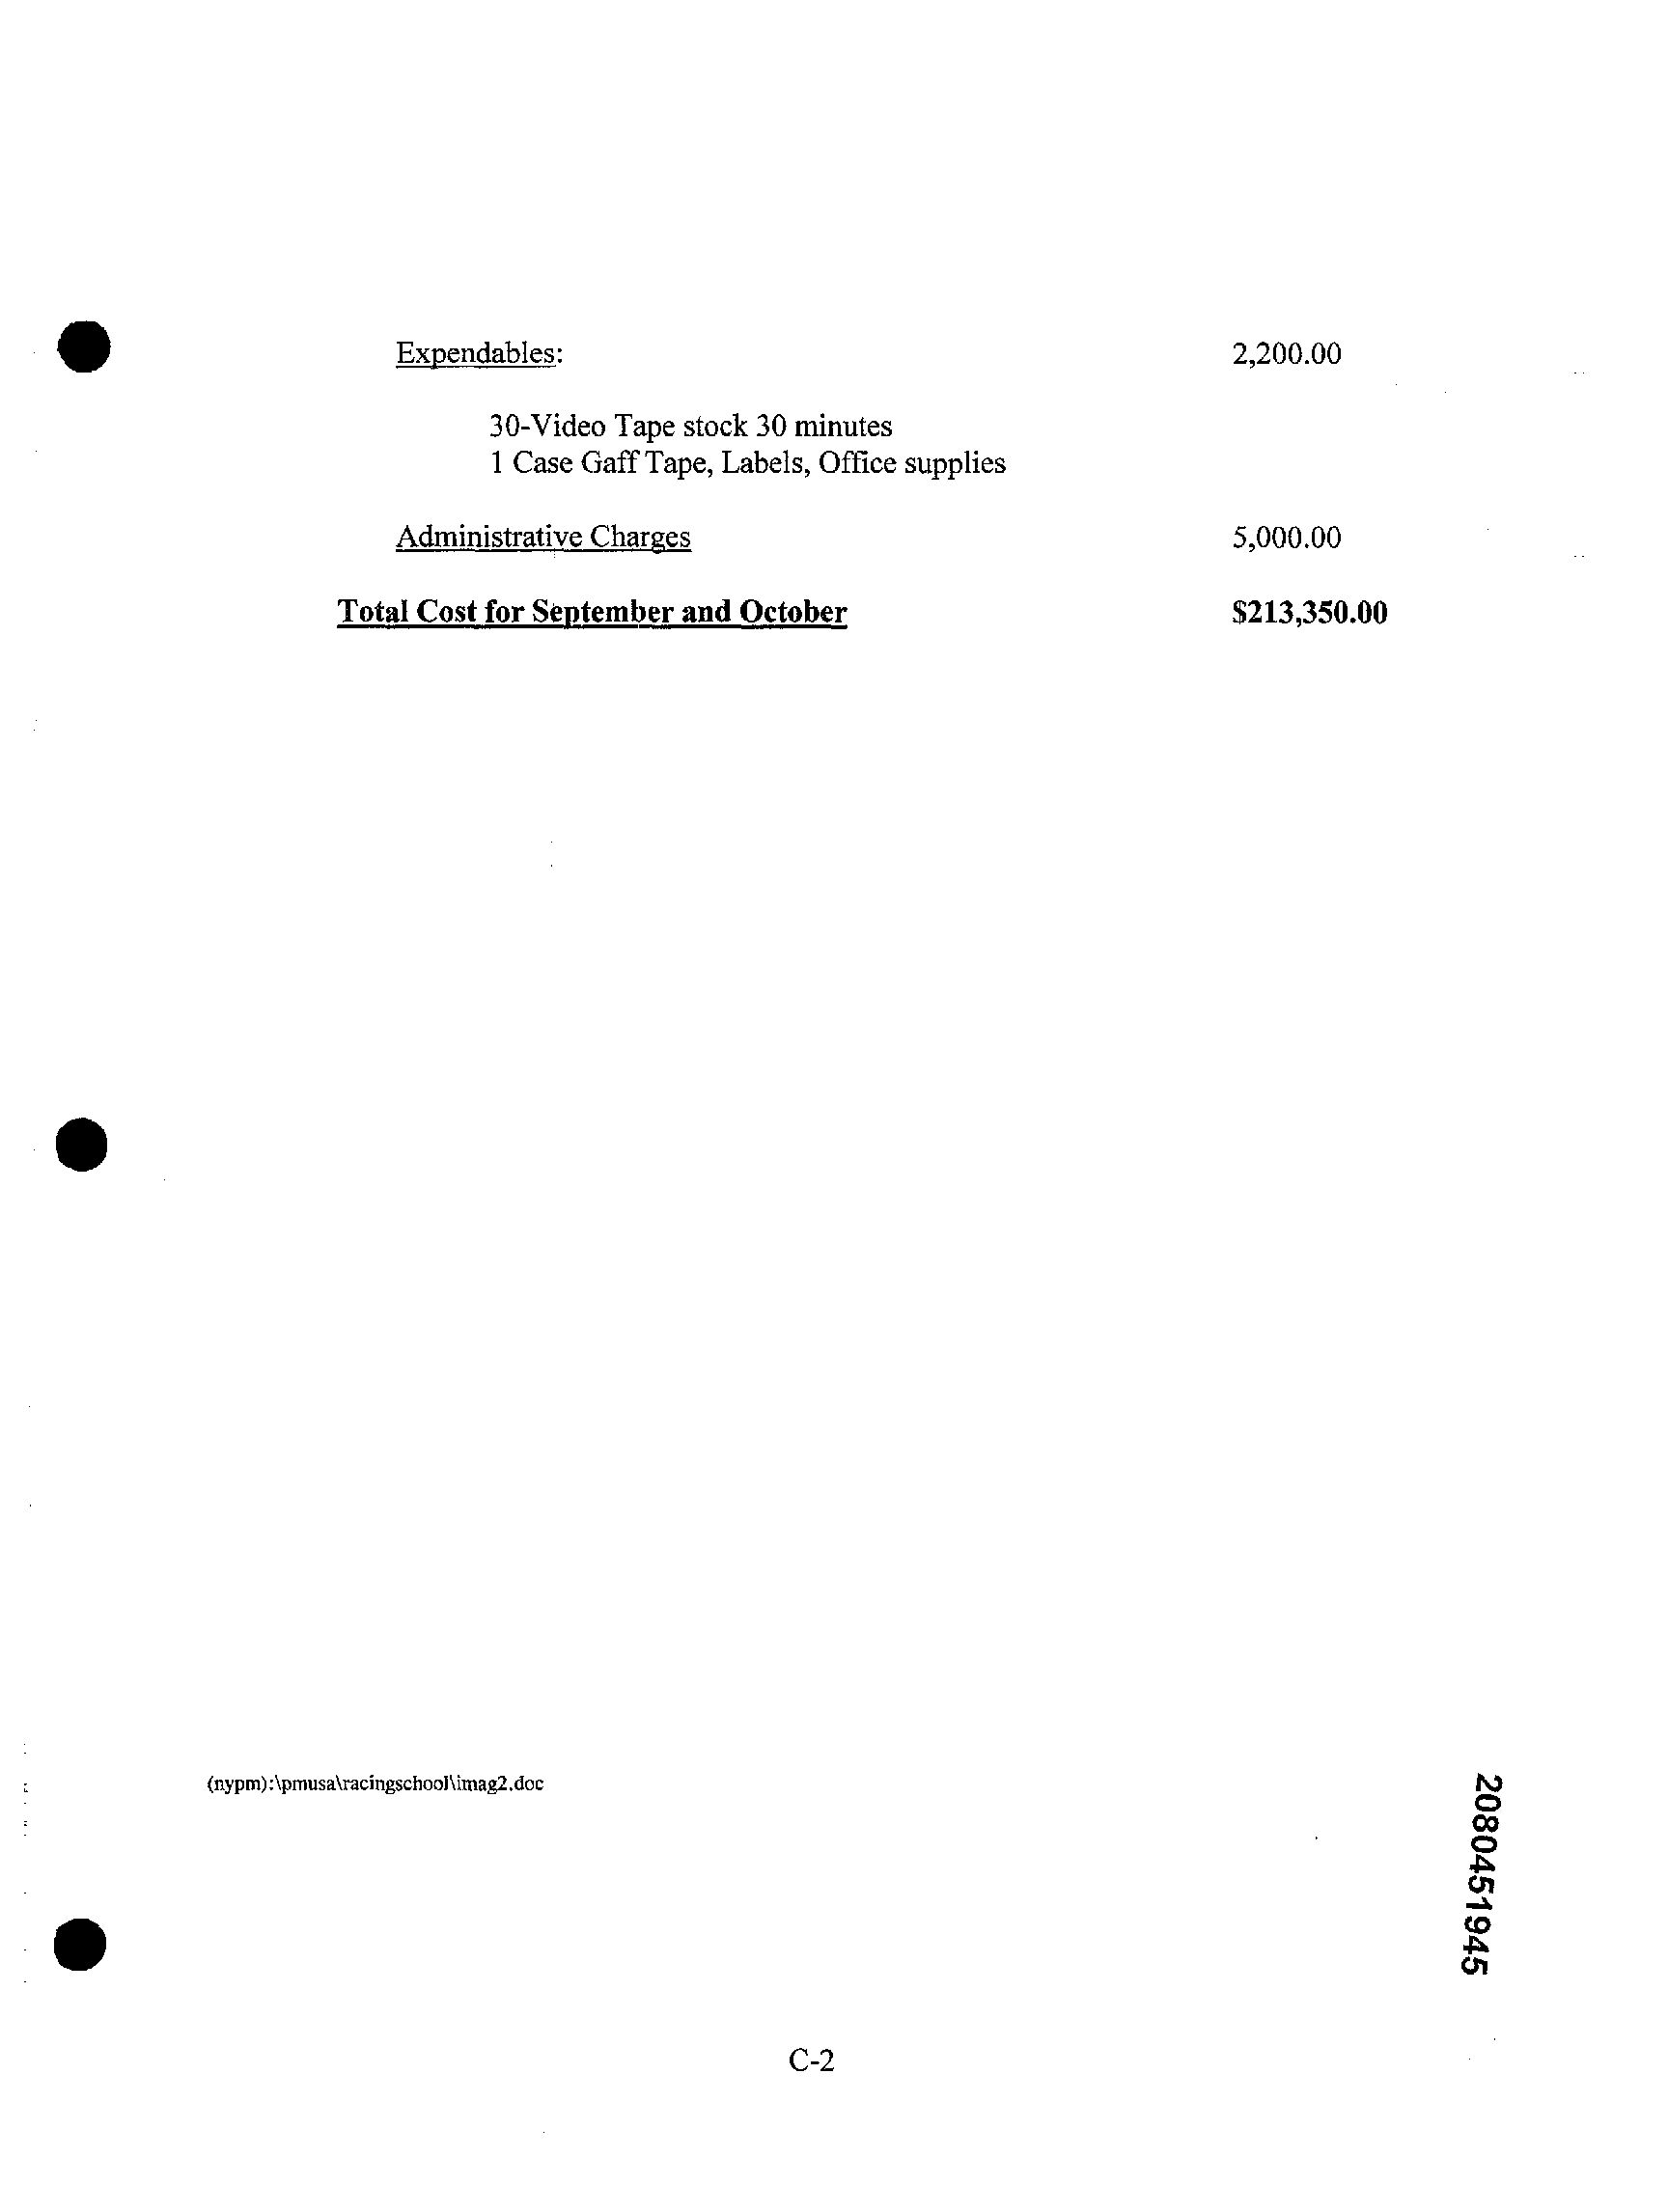 Expendables: 2,200.00
30-Video Tape stock 30 minutes
1 Case Gaff Tape, Labels, Office supplies
Administrative Charges 5,000.00
Total Cost for September and October $213,350.00
(nypm):\pmusa\racingschool\imag2.doc
2080451945
C-2